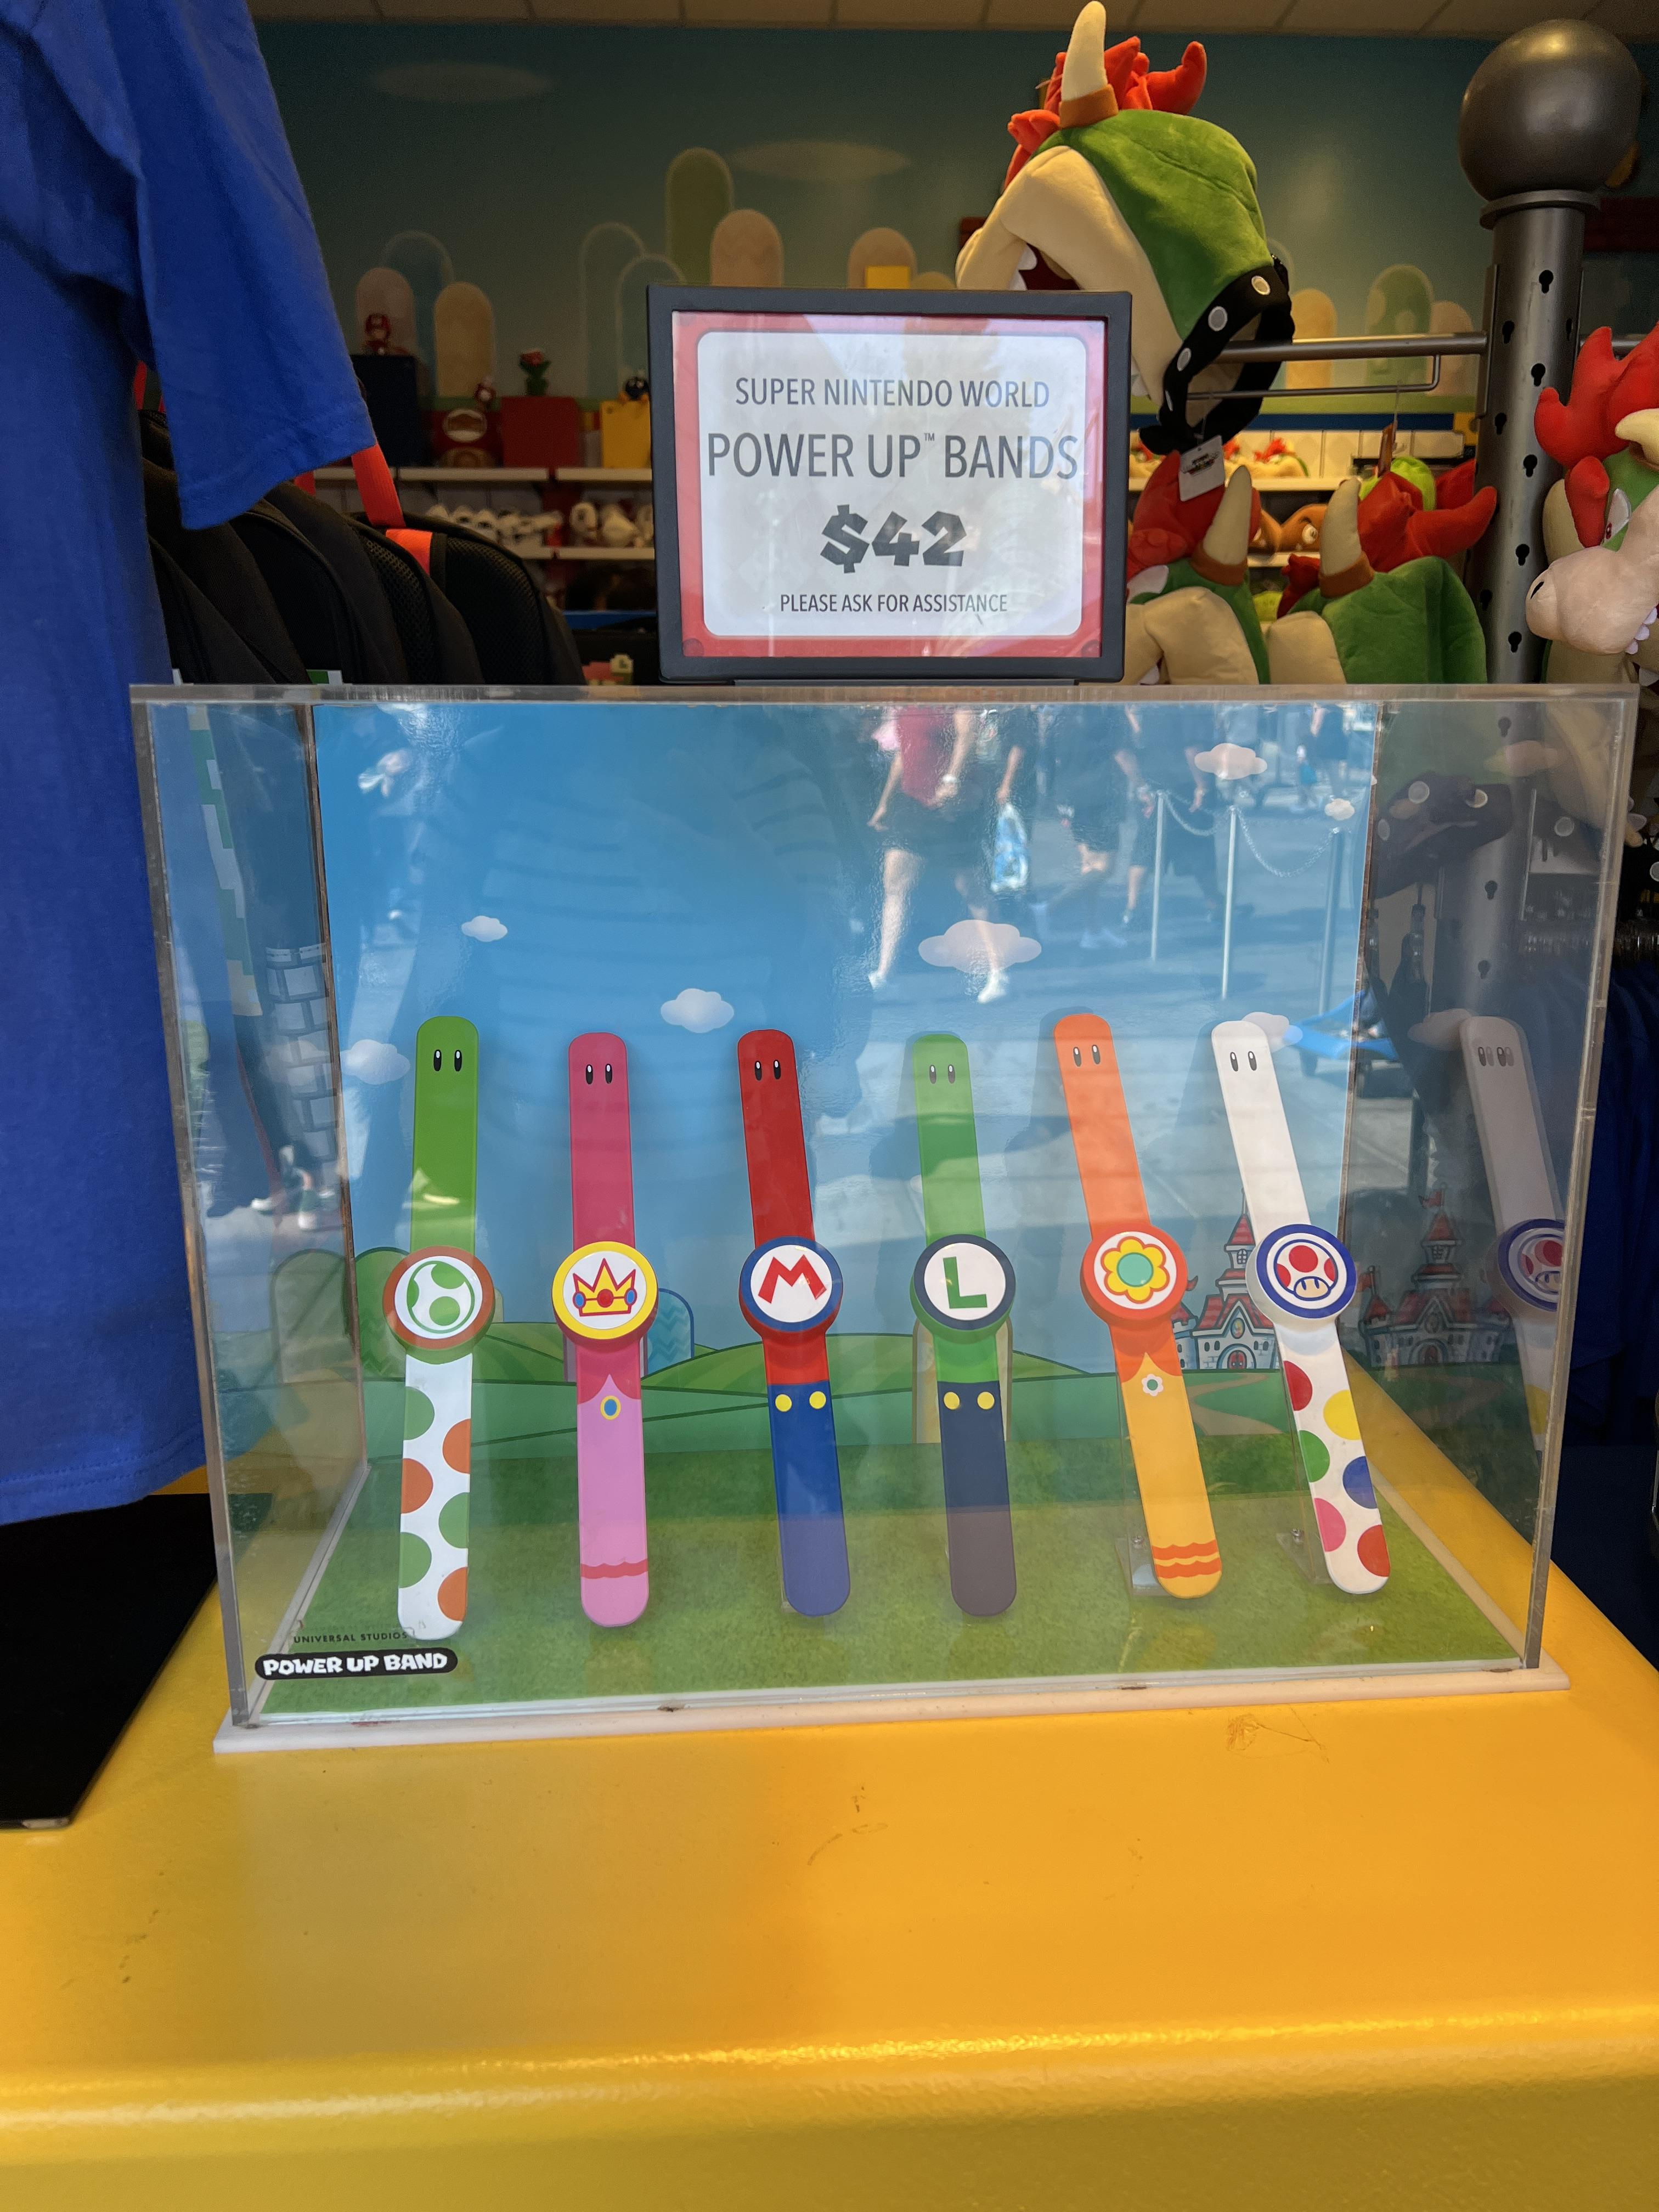 SUPER NINTENDO WORLD
POWER UP™ BANDS
$42
PLEASE ASK FOR ASSISTANCE
M
L
UNIVERSAL STUDIOS
POWER UP BAND